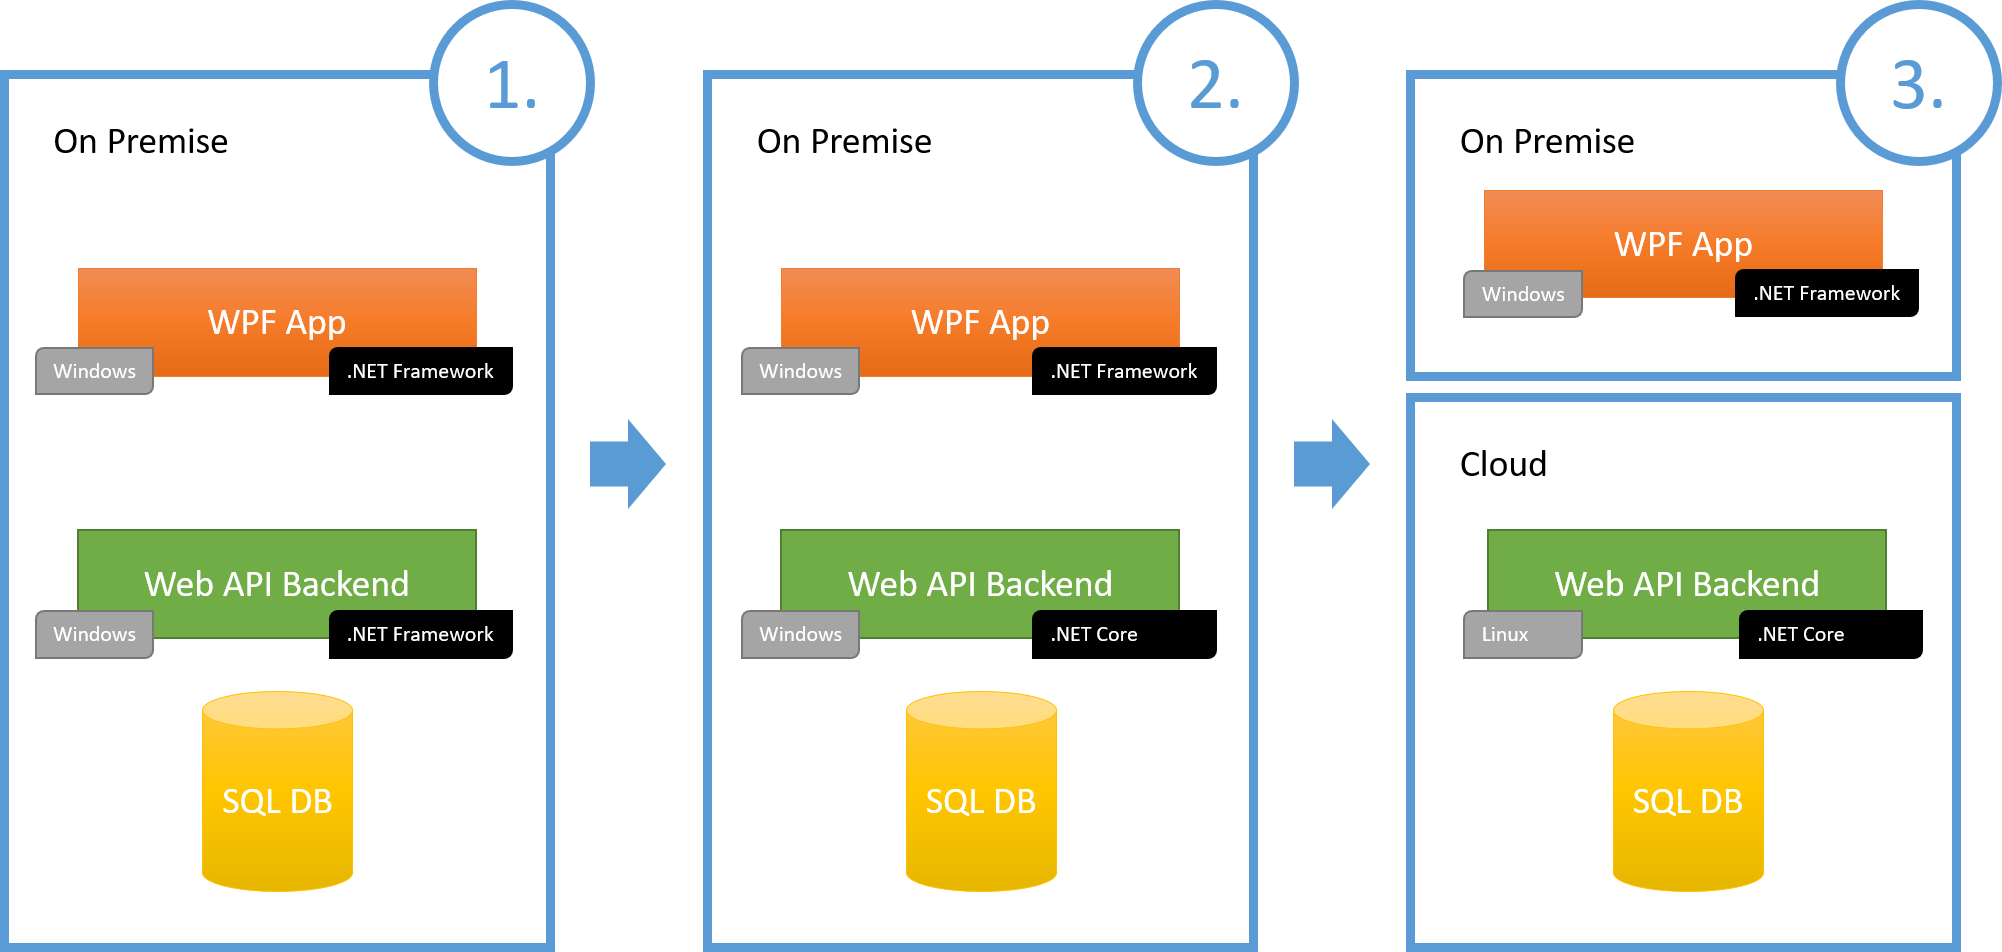 1.
On Premise
WPF App
Windows
.NET Framework
Web API Backend
Windows
.NET Framework
SQL DB
2.
On Premise
WPF App
Windows
.NET Framework
Web API Backend
Windows
.NET Core
SQL DB
3.
On Premise
WPF App
Windows
.NET Framework
Cloud
Web API Backend
Linux
.NET Core
SQL DB